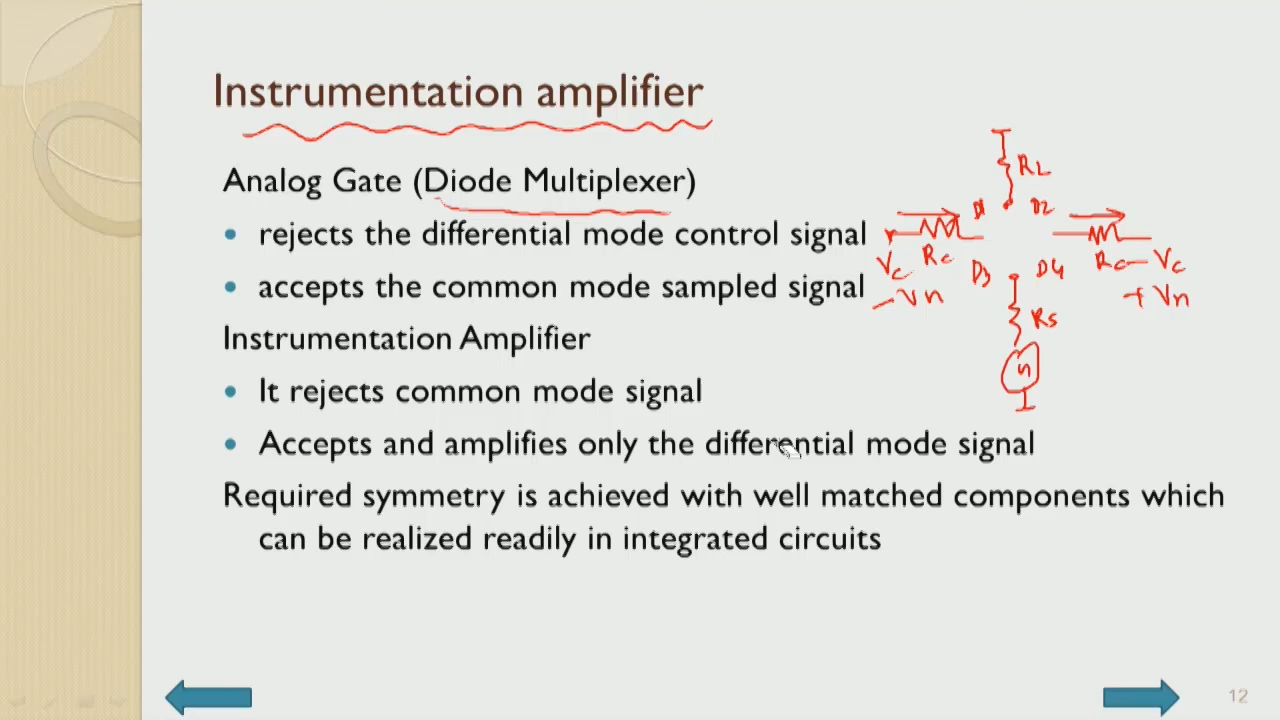 Instrumentation amplifier
Analog Gate (Diode Multiplexer)
• rejects the differential mode control signal
• accepts the common mode sampled signal
Instrumentation Amplifier
• It rejects common mode signal
• Accepts and amplifies only the differential mode signal
Required symmetry is achieved with well matched components which
can be realized readily in integrated circuits
RL
D1 D2
Vc Rc D3 D4 Rc -Vc
-Vn +Vn
Rs
12